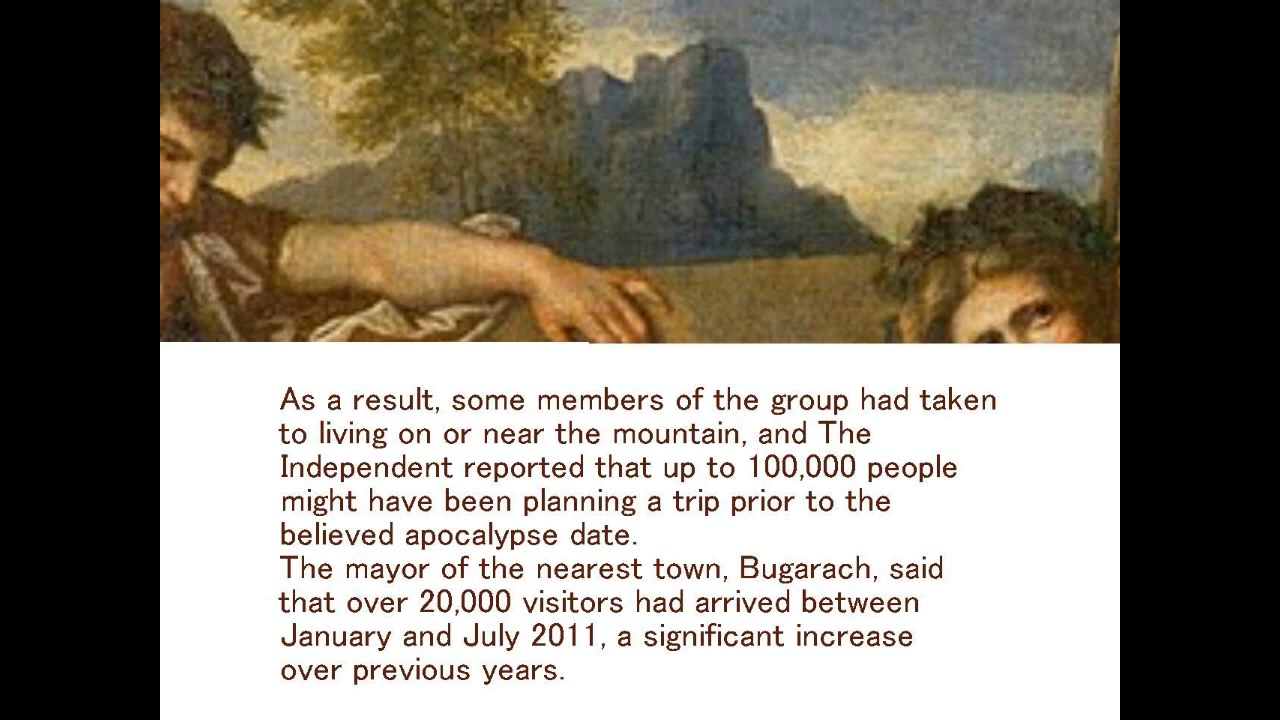 As a result, some members of the group had taken
to living on or near the mountain, and The
Independent reported that up to 100,000 people
might have been planning a trip prior to the
believed apocalypse date.
The mayor of the nearest town, Bugarach, said
that over 20,000 visitors had arrived between
January and July 2011, a significant increase
over previous years.